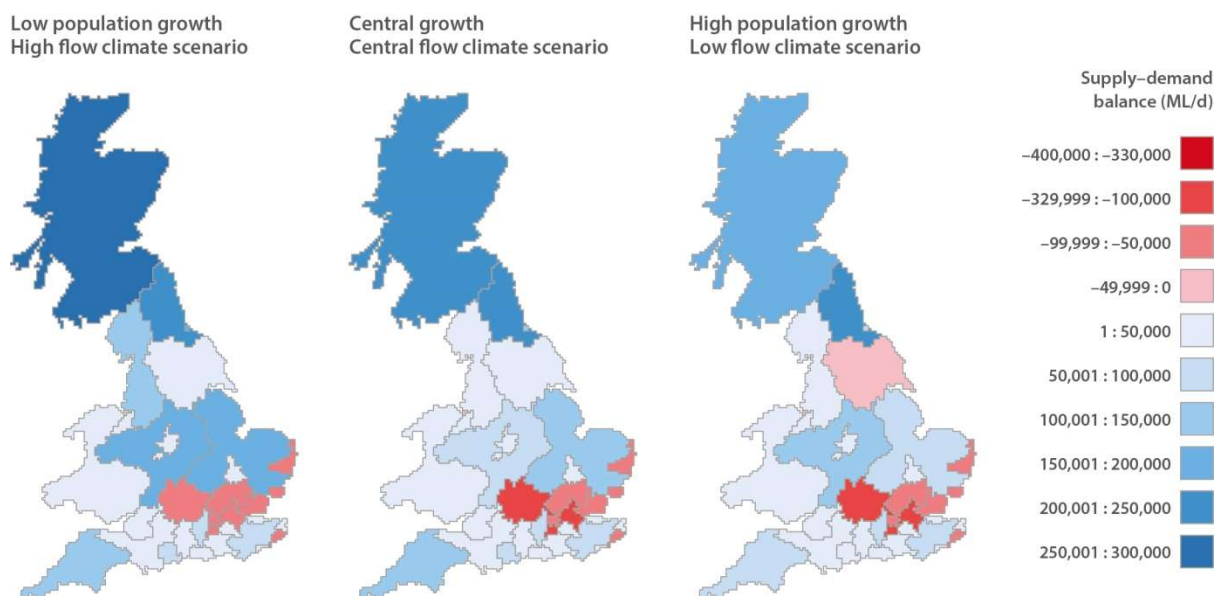 Low population growth
High flow climate scenario
Central growth
Central flow climate scenario
High population growth
Low flow climate scenario
Supply–demand
balance (ML/d)
–400,000 : –330,000
–329,999 : –100,000
–99,999 : –50,000
–49,999 : 0
1 : 50,000
50,001 : 100,000
100,001 : 150,000
150,001 : 200,000
200,001 : 250,000
250,001 : 300,000